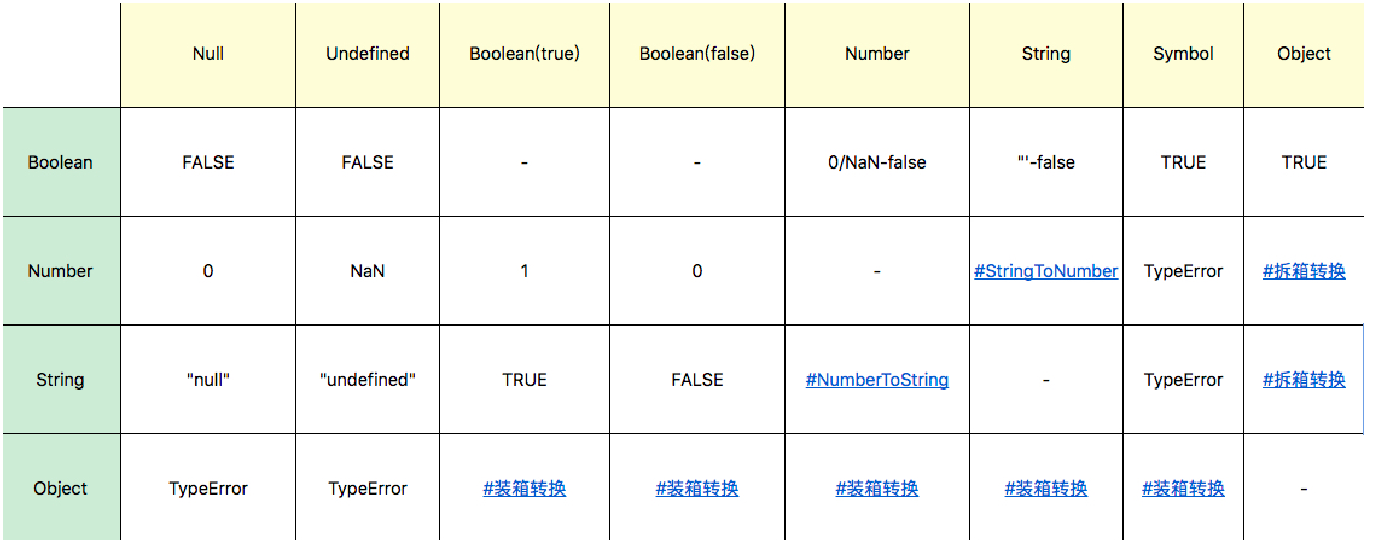 Null Undefined Boolean(true) Boolean(false) Number String Symbol Object
Boolean FALSE FALSE - - 0/NaN-false "'-false TRUE TRUE
Number 0 NaN 1 0 - #StringToNumber TypeError #拆箱转换
String "null" "undefined" TRUE FALSE #NumberToString - TypeError #拆箱转换
Object TypeError TypeError #装箱转换 #装箱转换 #装箱转换 #装箱转换 #装箱转换 -